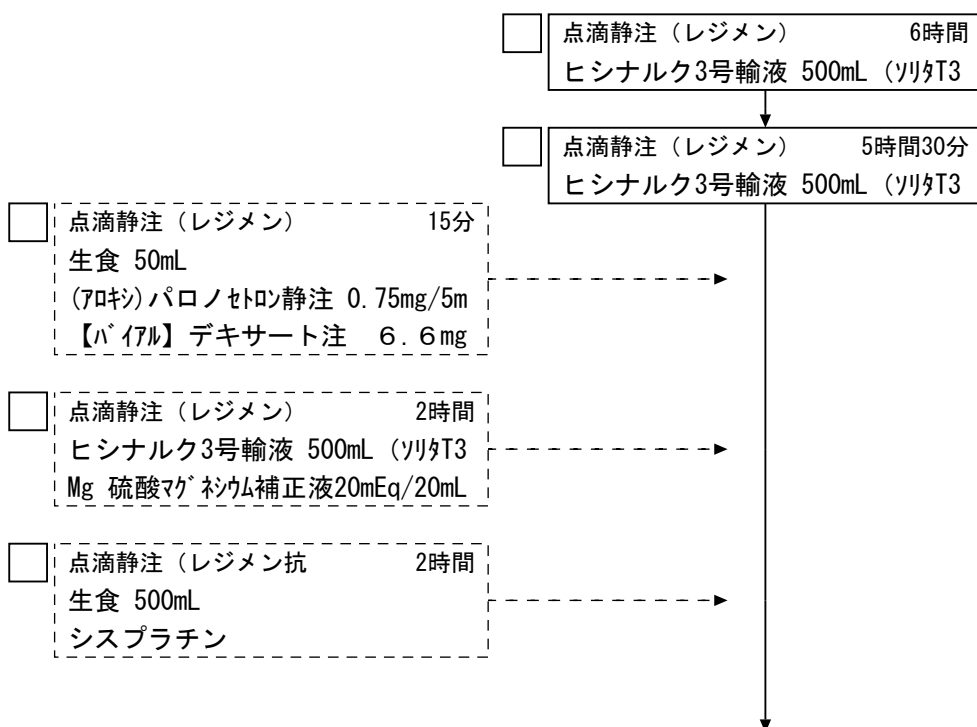 点滴静注（レジメン） 6時間
ヒシナルク3号輸液 500mL（ｿﾘﾀT3
点滴静注（レジメン） 5時間30分
ヒシナルク3号輸液 500mL（ｿﾘﾀT3
点滴静注（レジメン） 15分
生食 50mL
(ｱﾛｷｼ)パロノｾﾄﾛﾝ静注 0.75mg/5m
【ﾊﾞｲｱﾙ】デキサート注　６.６mg
点滴静注（レジメン） 2時間
ヒシナルク3号輸液 500mL（ｿﾘﾀT3
Mg 硫酸ﾏｸﾞﾈｼｳﾑ補正液20mEq/20mL
点滴静注（レジメン抗 2時間
生食 500mL
シスプラチン